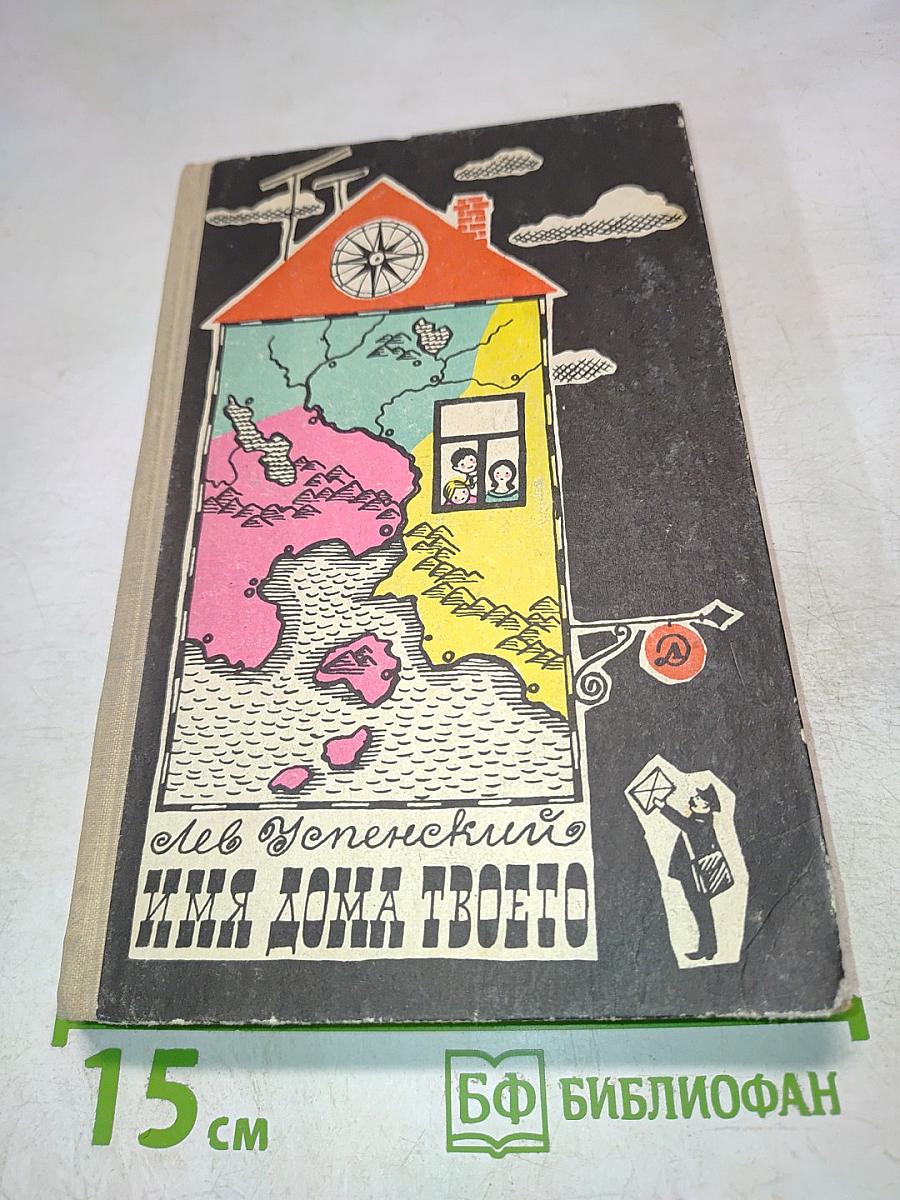 Д
Лев Успенский
ИМЯ ДОМА ТВОЕГО
15 см
БФ БИБЛИОФАН